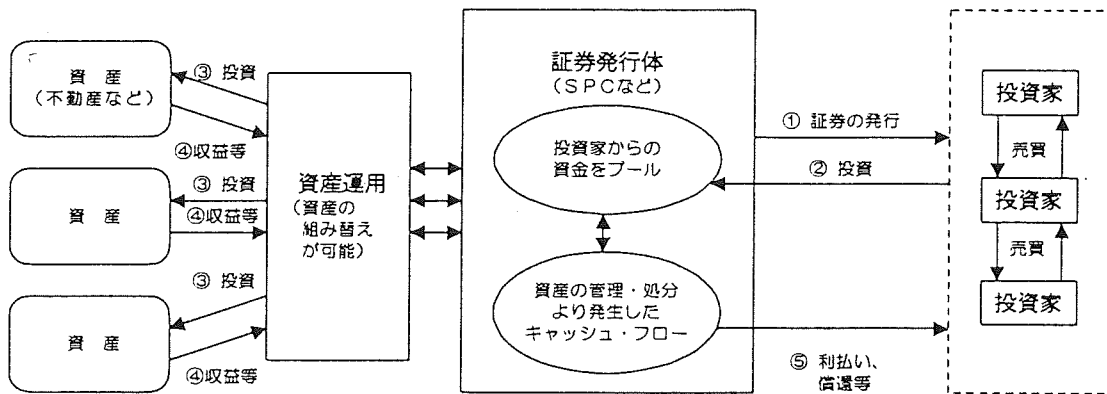 資 産
（不動産など）
③ 投資
④収益等
資 産
③ 投資
④収益等
資 産
③ 投資
④収益等
資産運用
（資産の
組み替え
が可能）
証券発行体
（ＳＰＣなど）
投資家からの
資金をプール
資産の管理・処分
より発生した
キャッシュ・フロー
① 証券の発行
② 投資
⑤ 利払い、
償還等
投資家
売買
投資家
売買
投資家